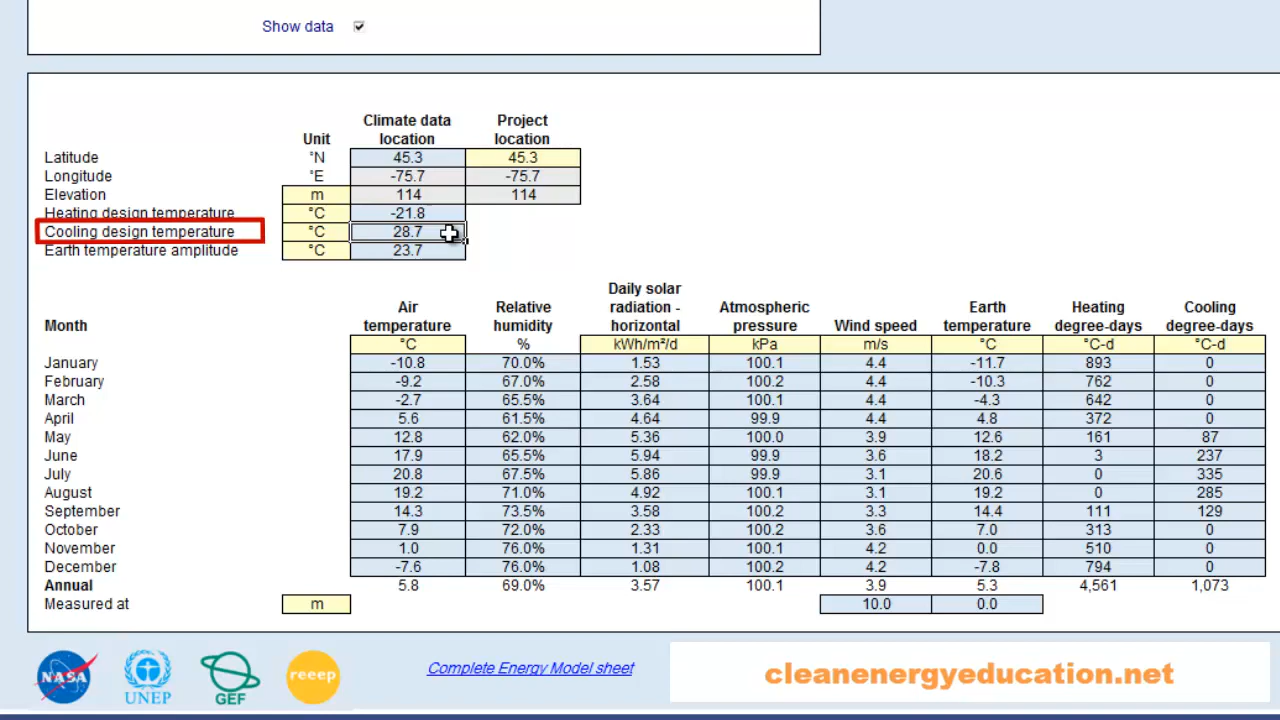 Show data
Climate data Project
Unit location location
Latitude °N 45.3 45.3
Longitude °E -75.7 -75.7
Elevation m 114 114
Heating design temperature °C -21.8
Cooling design temperature °C 28.7
Earth temperature amplitude °C 23.7
Daily solar
Air Relative radiation - Atmospheric Earth Heating Cooling
Month temperature humidity horizontal pressure Wind speed temperature degree-days degree-days
°C % kWh/m²/d kPa m/s °C °C-d °C-d
January -10.8 70.0% 1.53 100.1 4.4 -11.7 893 0
February -9.2 67.0% 2.58 100.2 4.4 -10.3 762 0
March -2.7 65.5% 3.64 100.1 4.4 -4.3 642 0
April 5.6 61.5% 4.64 99.9 4.4 4.8 372 0
May 12.8 62.0% 5.36 100.0 3.9 12.6 161 87
June 17.9 65.5% 5.94 99.9 3.6 18.2 3 237
July 20.8 67.5% 5.86 99.9 3.1 20.6 0 335
August 19.2 71.0% 4.92 100.1 3.1 19.2 0 285
September 14.3 73.5% 3.58 100.2 3.3 14.4 111 129
October 7.9 72.0% 2.33 100.2 3.6 7.0 313 0
November 1.0 76.0% 1.31 100.1 4.2 0.0 510 0
December -7.6 76.0% 1.08 100.2 4.2 -7.8 794 0
Annual 5.8 69.0% 3.57 100.1 3.9 5.3 4,561 1,073
Measured at m 10.0 0.0
NASA UNEP GEF reeep Complete Energy Model sheet cleanenergyeducation.net